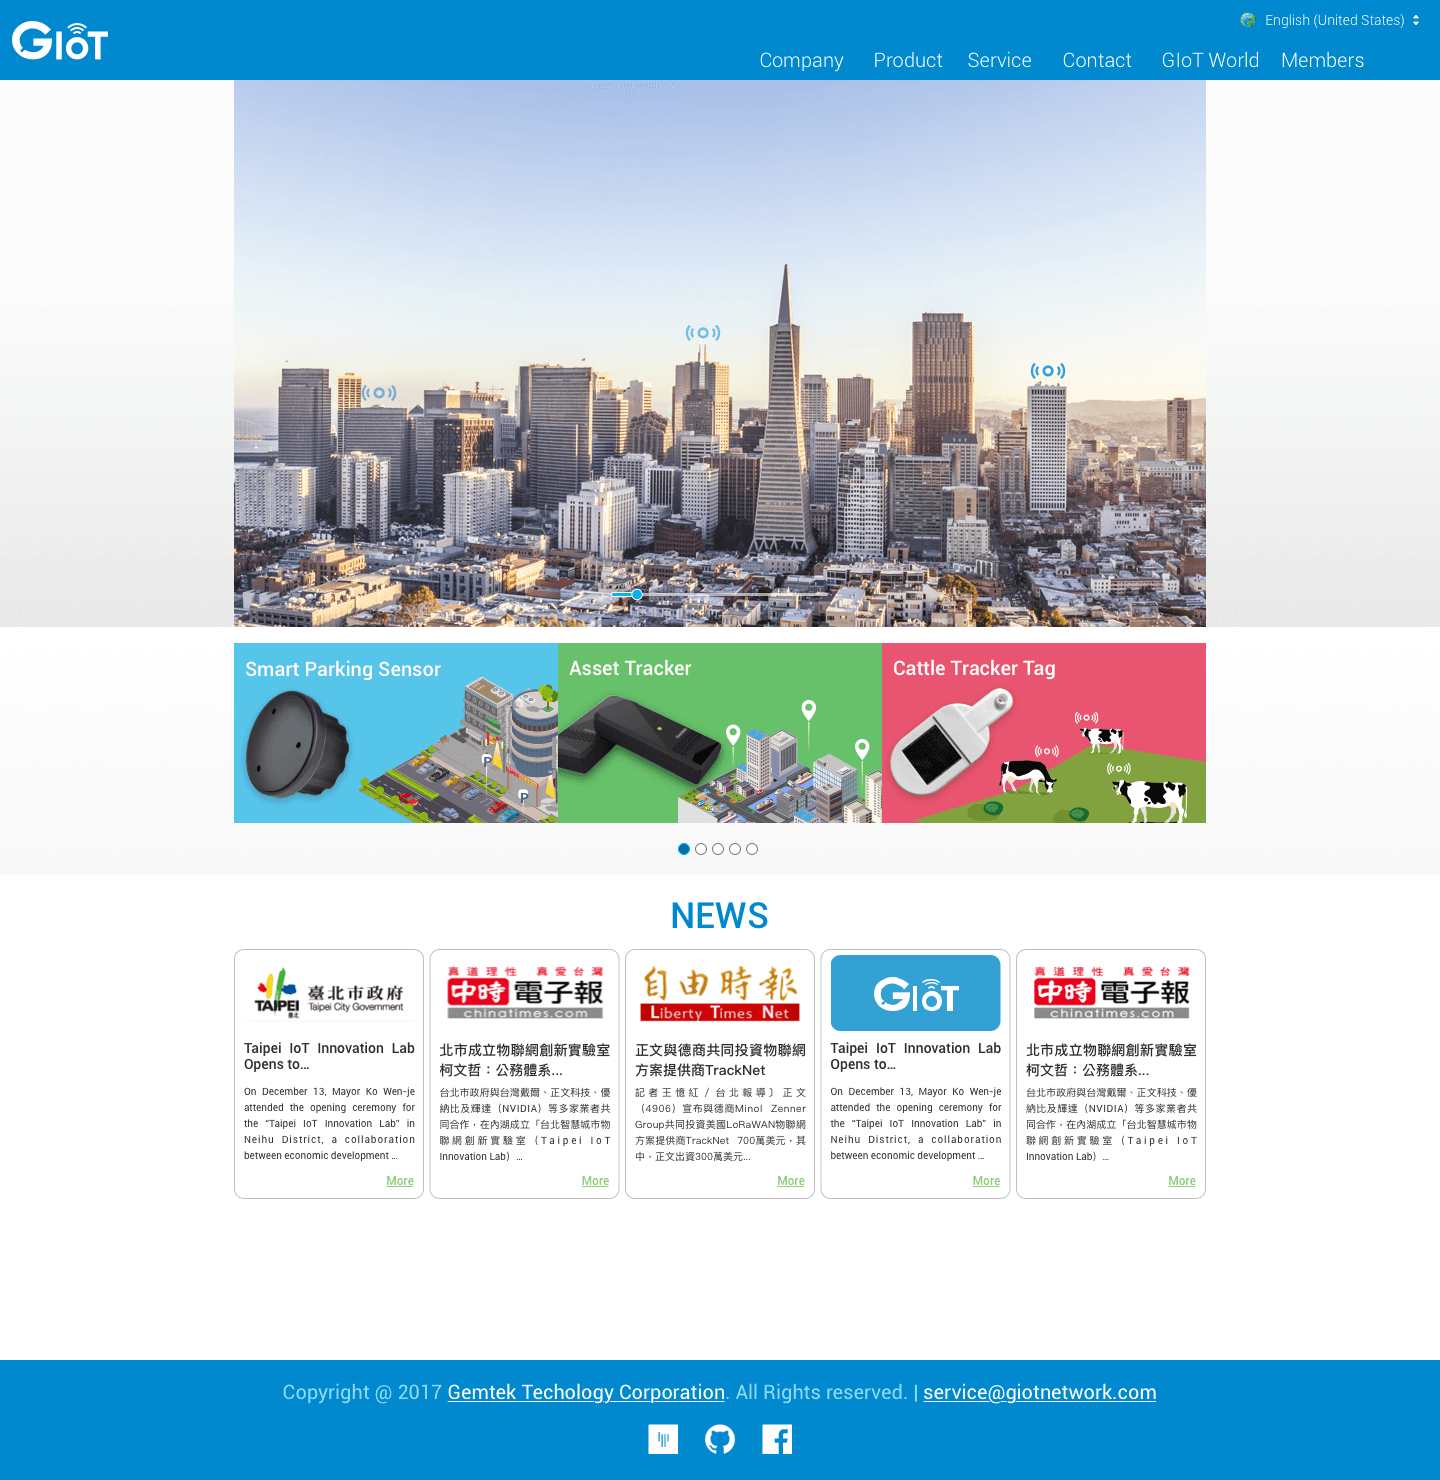 GIoT
English (United States)
Company Product Service Contact GIoT World Members
Smart Parking Sensor
Asset Tracker
Cattle Tracker Tag
P
P
NEWS
TAIPEI
臺北
臺北市政府
Taipei City Government
Taipei IoT Innovation Lab
Opens to...
On December 13, Mayor Ko Wen-je
attended the opening ceremony for
the “Taipei IoT Innovation Lab” in
Neihu District, a collaboration
between economic development ...
More
真道理性 真愛台灣
中時電子報
chinatimes.com
北市成立物聯網創新實驗室
柯文哲：公務體系...
台北市政府與台灣戴爾、正文科技、優
納比及輝達（NVIDIA）等多家業者共
同合作，在內湖成立「台北智慧城市物
聯網創新實驗室（Taipei IoT
Innovation Lab）...
More
自由時報
Liberty Times Net
正文與德商共同投資物聯網
方案提供商TrackNet
記者王憶紅／台北報導〕正文
（4906）宣布與德商Minol Zenner
Group共同投資美國LoRaWAN物聯網
方案提供商TrackNet 700萬美元，其
中，正文出資300萬美元...
More
GIoT
Taipei IoT Innovation Lab
Opens to...
On December 13, Mayor Ko Wen-je
attended the opening ceremony for
the “Taipei IoT Innovation Lab” in
Neihu District, a collaboration
between economic development ...
More
真道理性 真愛台灣
中時電子報
chinatimes.com
北市成立物聯網創新實驗室
柯文哲：公務體系...
台北市政府與台灣戴爾、正文科技、優
納比及輝達（NVIDIA）等多家業者共
同合作，在內湖成立「台北智慧城市物
聯網創新實驗室（Taipei IoT
Innovation Lab）...
More
Copyright @ 2017 Gemtek Techology Corporation. All Rights reserved. | service@giotnetwork.com